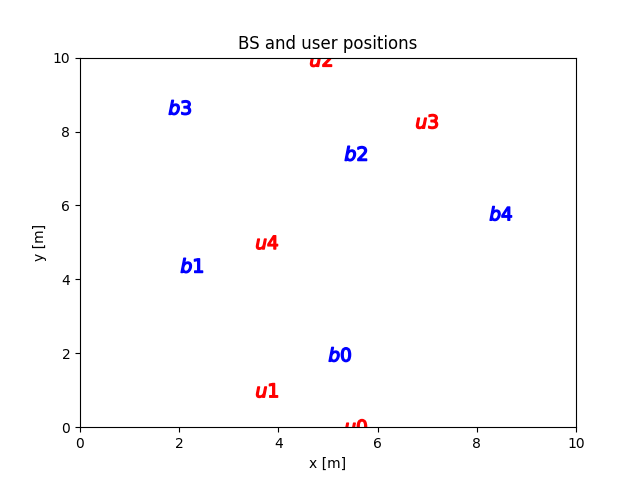 BS and user positions
10
u2
b3
u3
8
b2
y [m]
6
b4
u4
b1
4
b0
2
u1
0
u0
0 2 4 6 8 10
x [m]